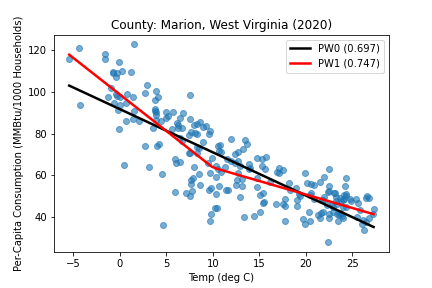 County: Marion, West Virginia (2020)
Per-Capita Consumption (MMBtu/1000 Households)
120
100
80
60
40
PW0 (0.697)
PW1 (0.747)
−5
0
5
10
15
20
25
Temp (deg C)